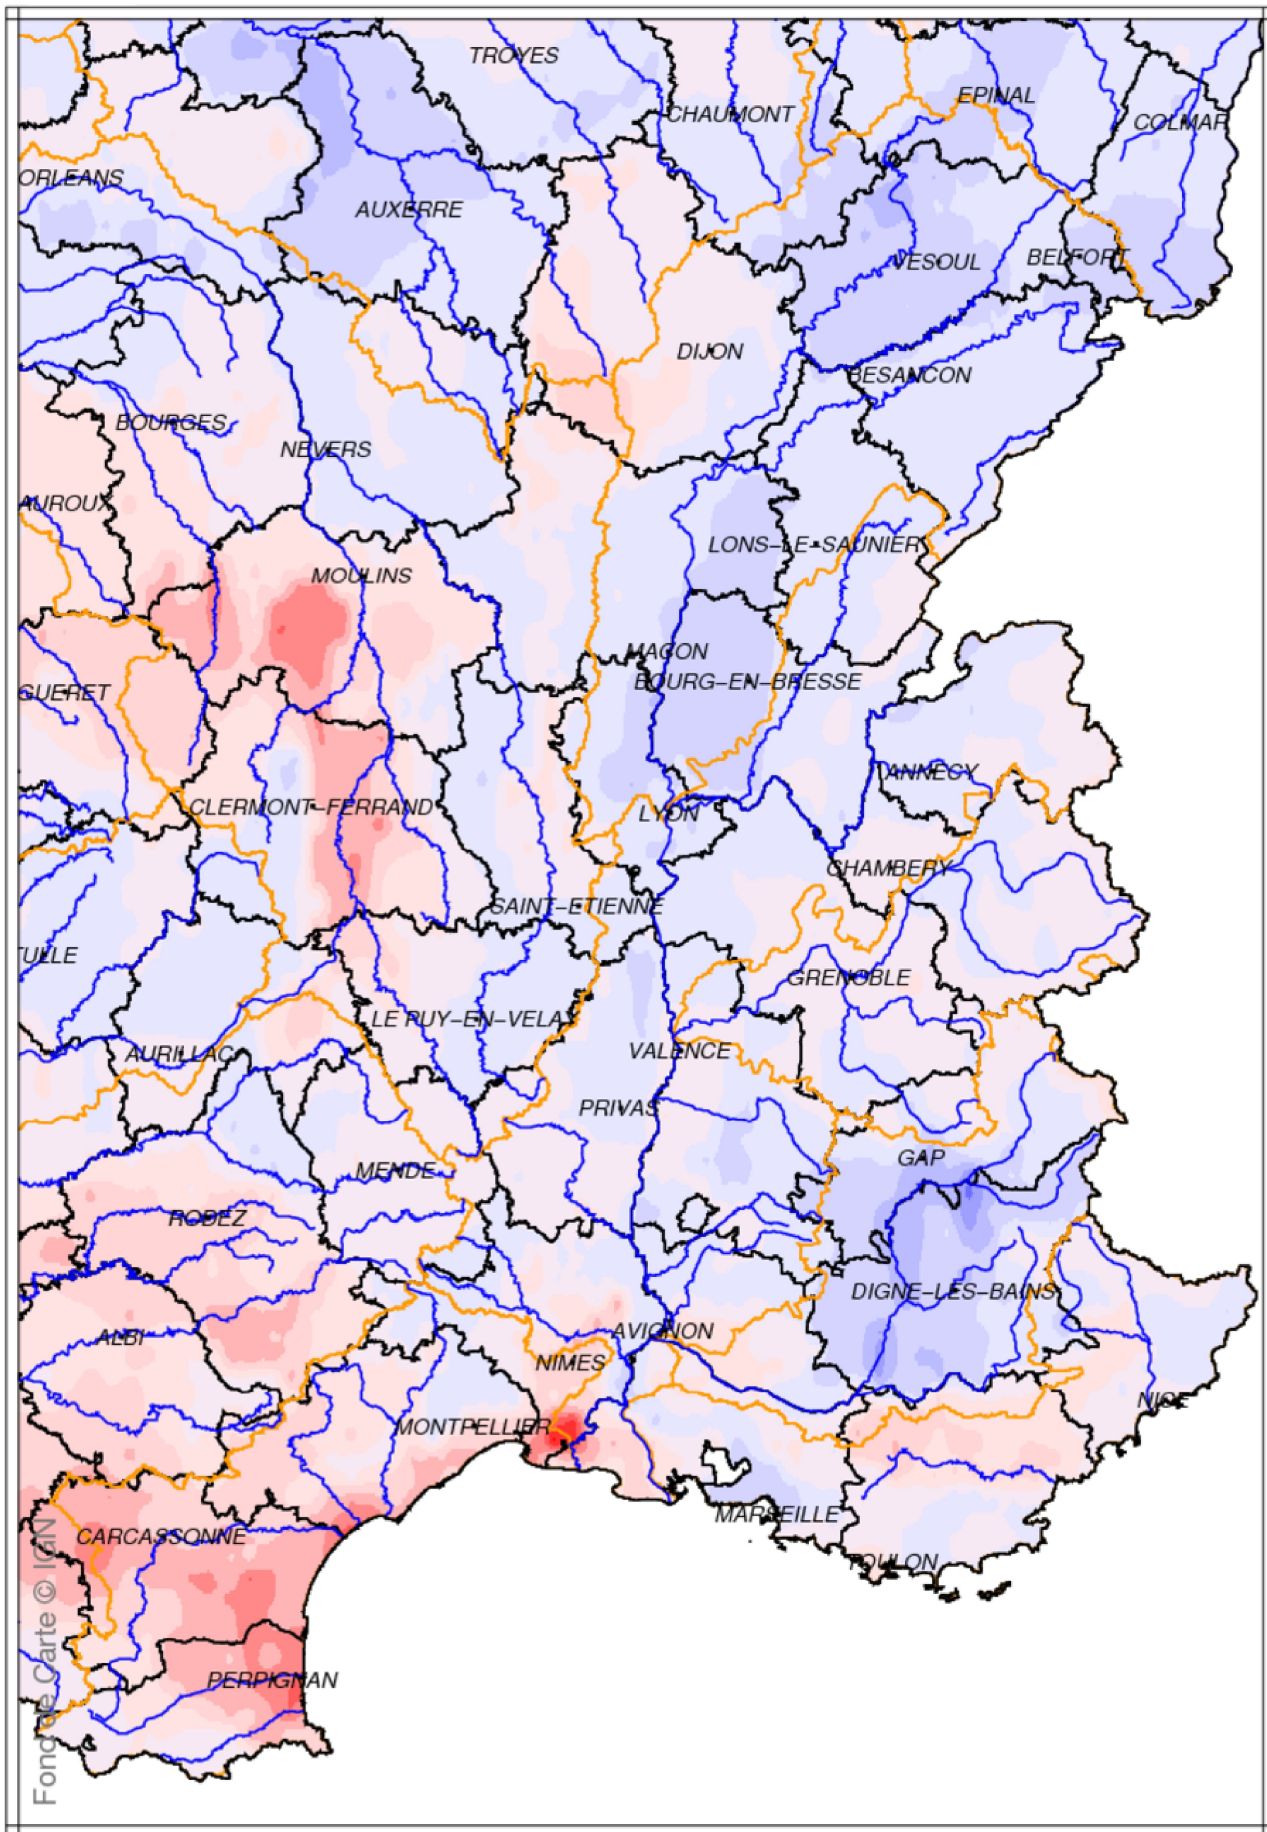 TROYES
EPINAL
CHAUMONT
COLMAR
ORLEANS
AUXERRE
VESOUL
BELFORT
DIJON
BESANCON
BOURGES
NEVERS
AUROUX
LONS-LE-SAUNIER
MOULINS
MACON
BOURG-EN-BRESSE
GUERET
ANNECY
CLERMONT-FERRAND
LYON
CHAMBERY
SAINT-ETIENNE
TULLE
GRENOBLE
LE PUY-EN-VELAY
AURILLAC
VALENCE
PRIVAS
GAP
MENDE
RODEZ
DIGNE-LES-BAINS
AVIGNON
ALBI
NIMES
NICE
MONTPELLIER
MARSEILLE
CARCASSONNE
TOULON
PERPIGNAN
Fond de Carte © IGN